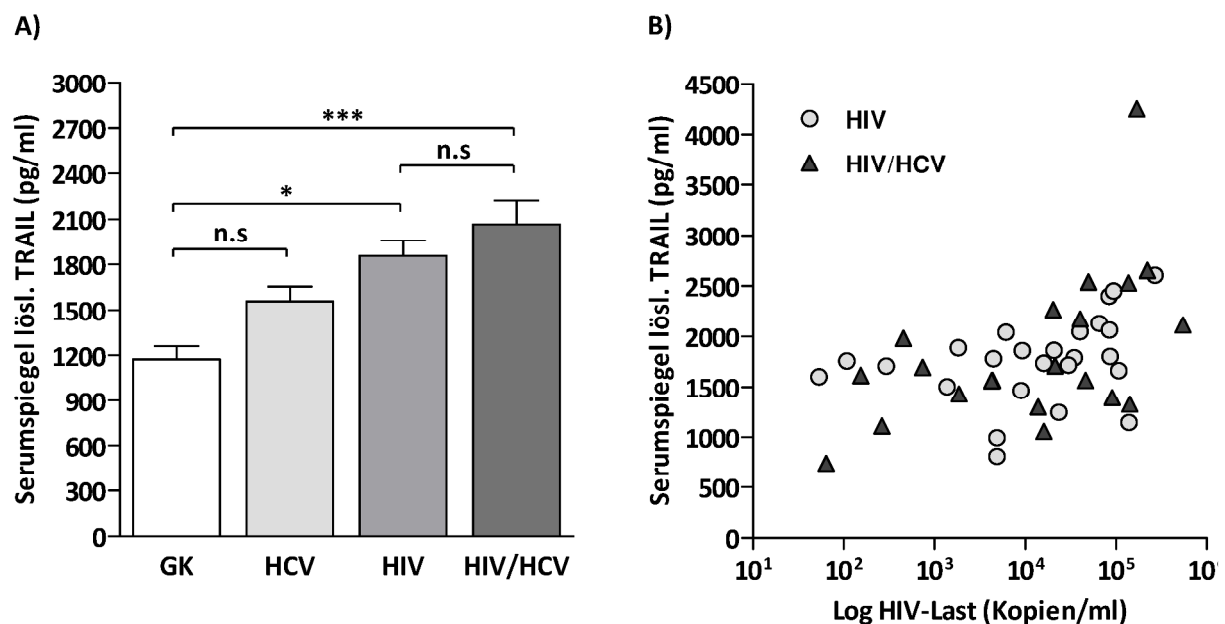 A)
Serumspiegel lösl. TRAIL (pg/ml)
3000
2700
2400
2100
1800
1500
1200
900
600
300
0
***
n.s
*
n.s
GK HCV HIV HIV/HCV
B)
Serumspiegel lösl. TRAIL (pg/ml)
4500
4000
3500
3000
2500
2000
1500
1000
500
0
HIV
HIV/HCV
10¹ 10² 10³ 10⁴ 10⁵ 10
Log HIV-Last (Kopien/ml)